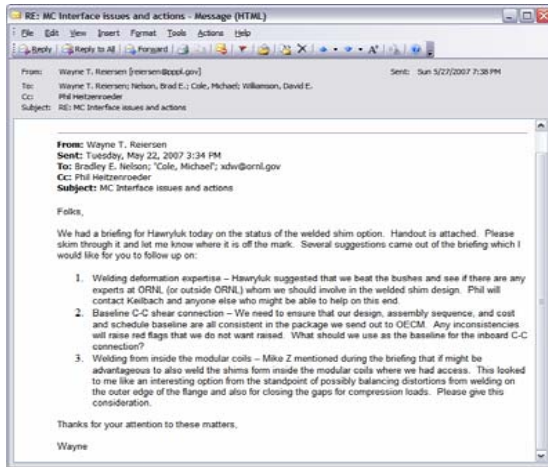 RE: MC Interface issues and actions - Message (HTML)
File Edit View Insert Format Tools Actions Help
Reply Reply to All Forward
From: Wayne T. Reiersen [reiersen@pppl.gov] Sent: Sun 5/27/2007 7:38 PM
To: Wayne T. Reiersen; Nelson, Brad E.; Cole, Michael; Williamson, David E.
Cc: Phil Heitzenroeder
Subject: RE: MC Interface issues and actions
From: Wayne T. Reiersen
Sent: Tuesday, May 22, 2007 3:34 PM
To: Bradley E. Nelson; 'Cole, Michael'; xdw@ornl.gov
Cc: Phil Heitzenroeder
Subject: MC Interface issues and actions
Folks,
We had a briefing for Hawryluk today on the status of the welded shim option. Handout is attached. Please
skim through it and let me know where it is off the mark. Several suggestions came out of the briefing which I
would like for you to follow up on:
1. Welding deformation expertise – Hawryluk suggested that we beat the bushes and see if there are any
experts at ORNL (or outside ORNL) whom we should involve in the welded shim design. Phil will
contact Keilbach and anyone else who might be able to help on this end.
2. Baseline C-C shear connection – We need to ensure that our design, assembly sequence, and cost
and schedule baseline are all consistent in the package we send out to OECM. Any inconsistencies
will raise red flags that we do not want raised. What should we use as the baseline for the inboard C-C
connection?
3. Welding from inside the modular coils – Mike Z mentioned during the briefing that if might be
advantageous to also weld the shims form inside the modular coils where we had access. This looked
to me like an interesting option from the standpoint of possibly balancing distortions from welding on
the outer edge of the flange and also for closing the gaps for compression loads. Please give this
consideration.
Thanks for your attention to these matters,
Wayne